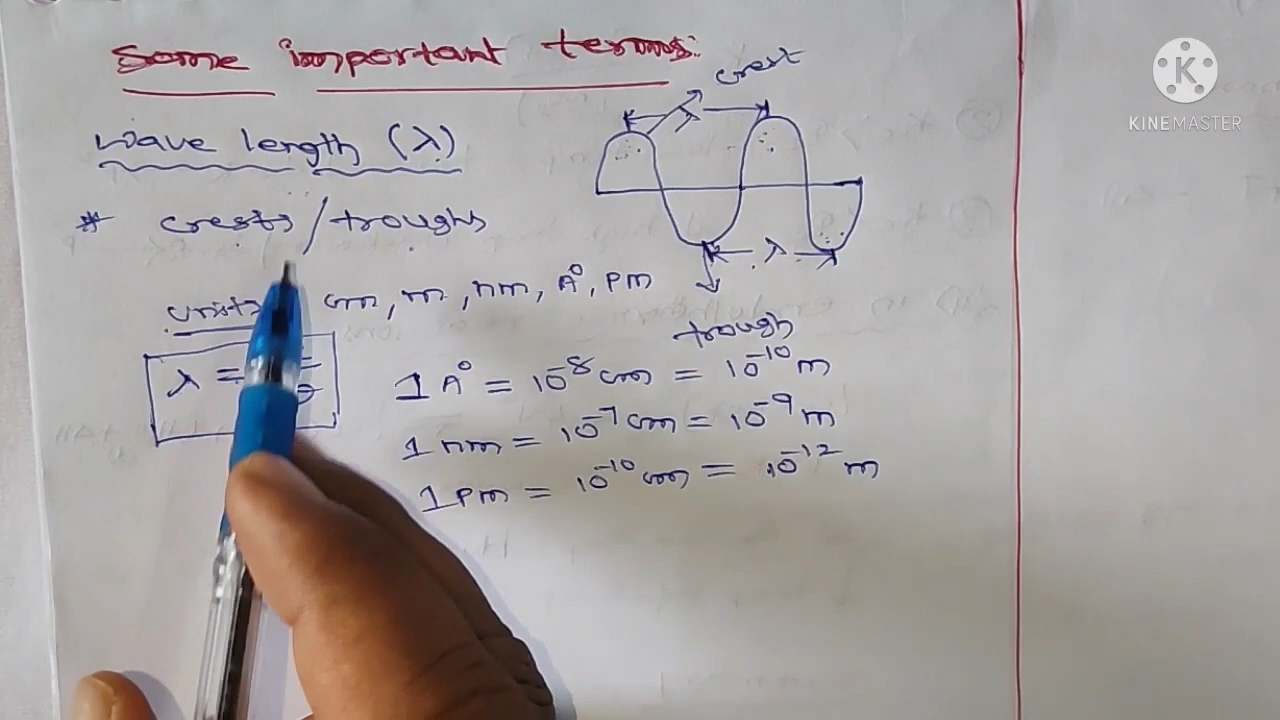 Some important terms:
crest
Wave length (λ)
λ
* crests / troughs
λ
cm, m, nm, A°, pm
trough
λ =
1 A° = 10⁻⁸ cm = 10⁻¹⁰ m
1 nm = 10⁻⁷ cm = 10⁻⁹ m
1 pm = 10⁻¹⁰ cm = 10⁻¹² m
K
KINEMASTER